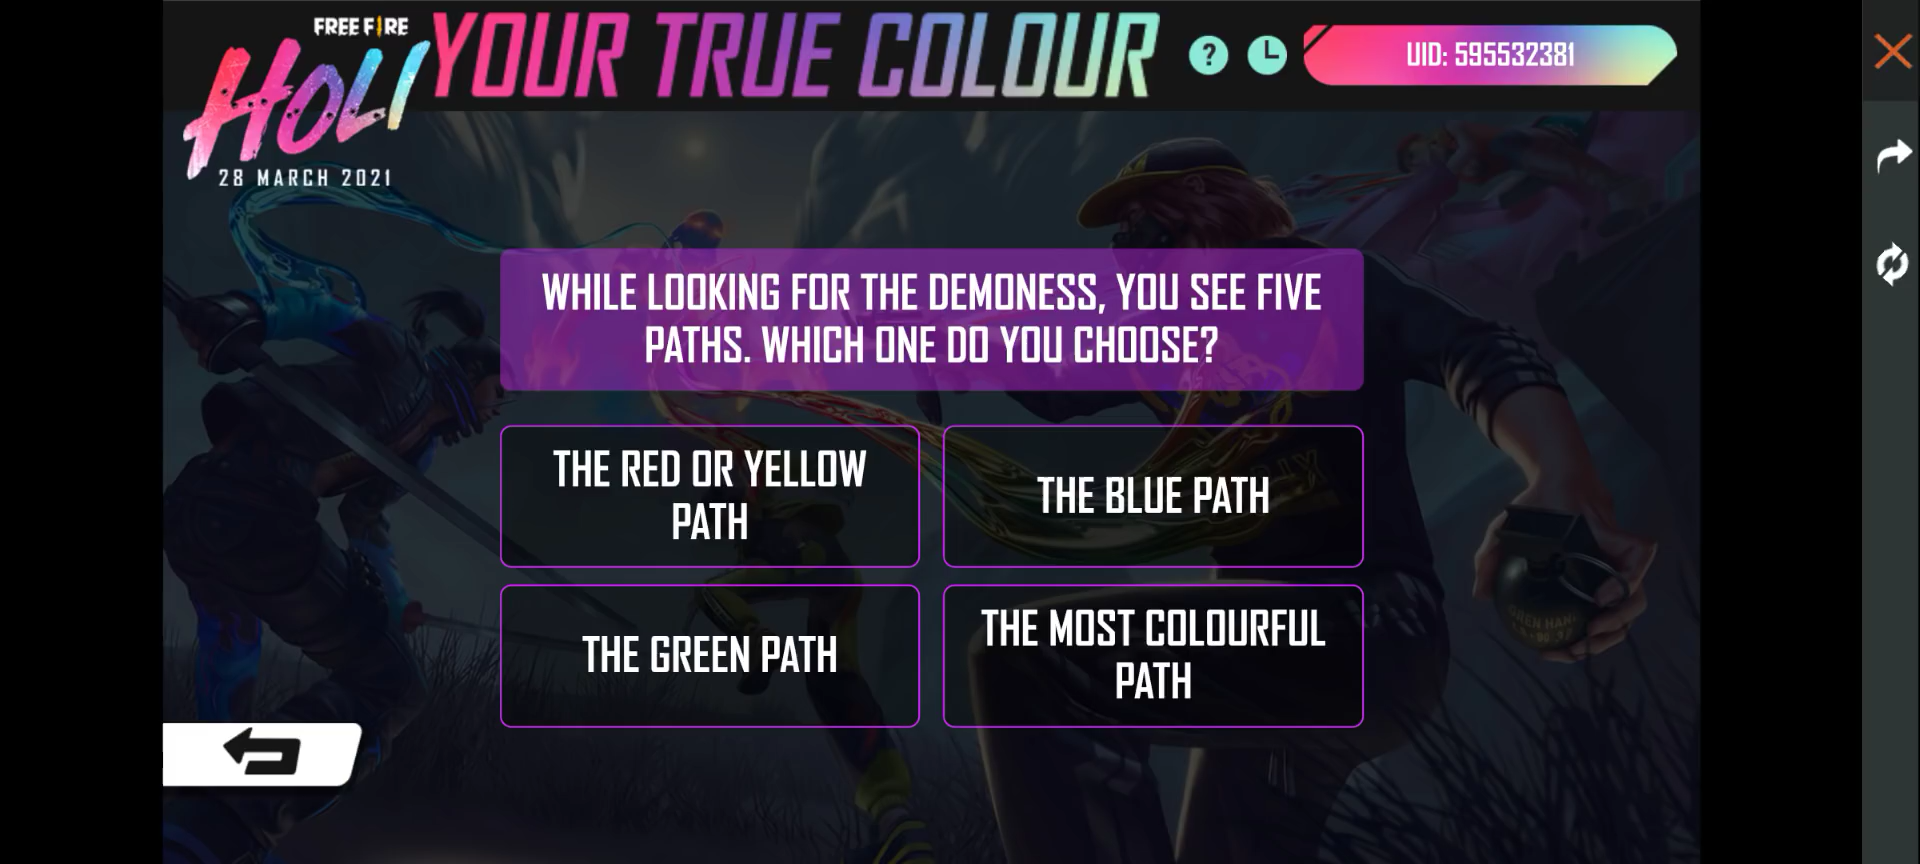 FREE FIRE
HOLI
28 MARCH 2021
YOUR TRUE COLOUR
?
UID: 595532381
WHILE LOOKING FOR THE DEMONESS, YOU SEE FIVE
PATHS. WHICH ONE DO YOU CHOOSE?
THE RED OR YELLOW
PATH
THE BLUE PATH
THE GREEN PATH
THE MOST COLOURFUL
PATH